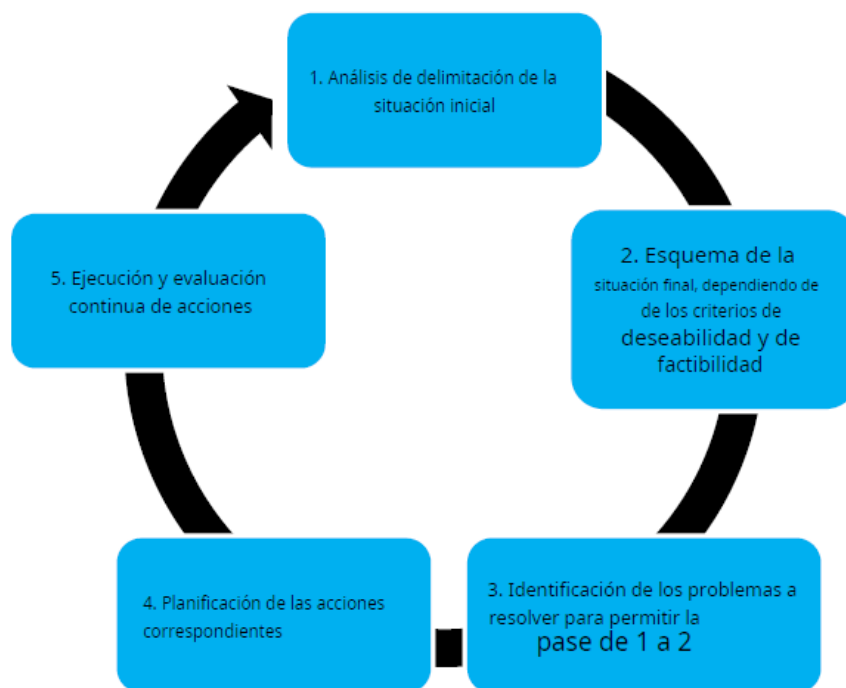 1. Análisis de delimitación de la
situación inicial
2. Esquema de la
situación final, dependiendo de
de los criterios de
deseabilidad y de
factibilidad
3. Identificación de los problemas a
resolver para permitir la
pase de 1 a 2
4. Planificación de las acciones
correspondientes
5. Ejecución y evaluación
continua de acciones